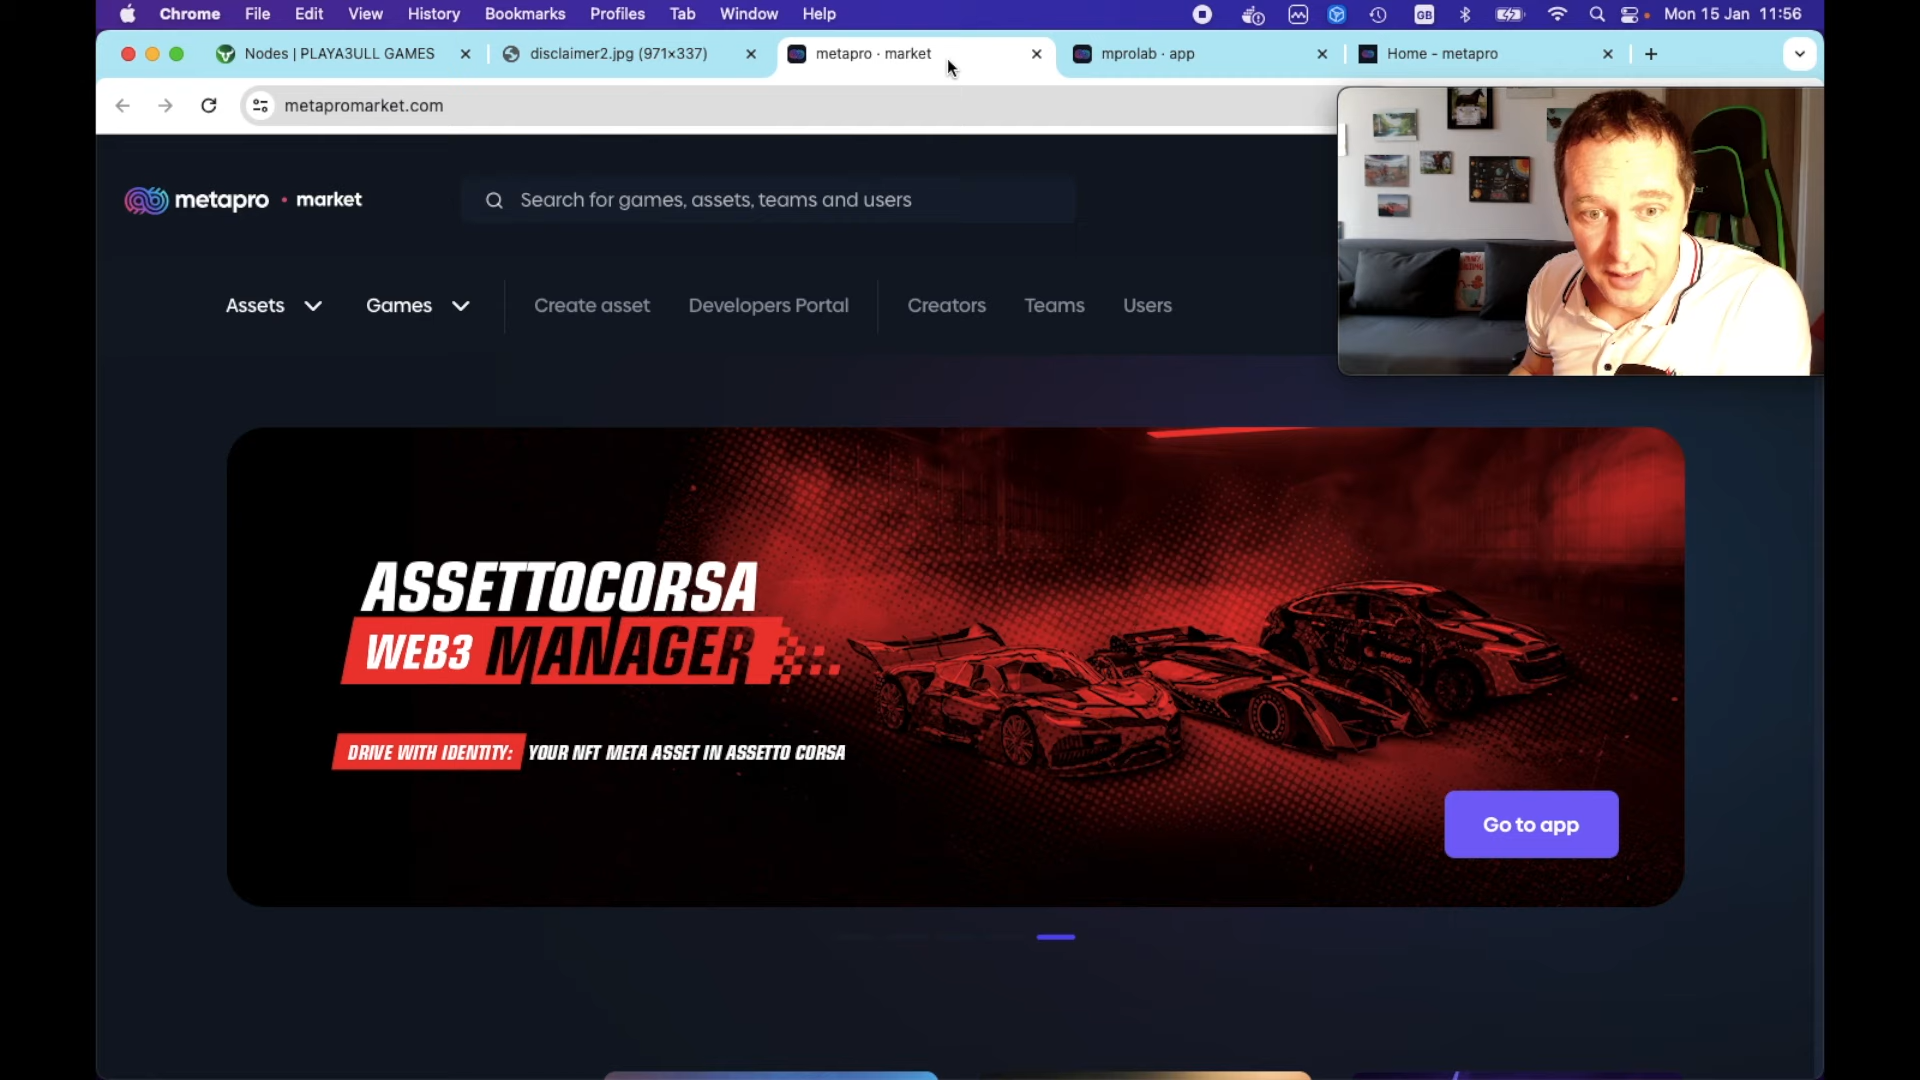 Chrome File Edit View History Bookmarks Profiles Tab Window Help GB Mon 15 Jan 11:56
Nodes | PLAYA3ULL GAMES disclaimer2.jpg (971×337) metapro · market mprolab · app Home - metapro
metapromarket.com
metapro • market Search for games, assets, teams and users
Assets Games Create asset Developers Portal Creators Teams Users
ASSETTOCORSA
WEB3 MANAGER
DRIVE WITH IDENTITY: YOUR NFT META ASSET IN ASSETTO CORSA
Go to app